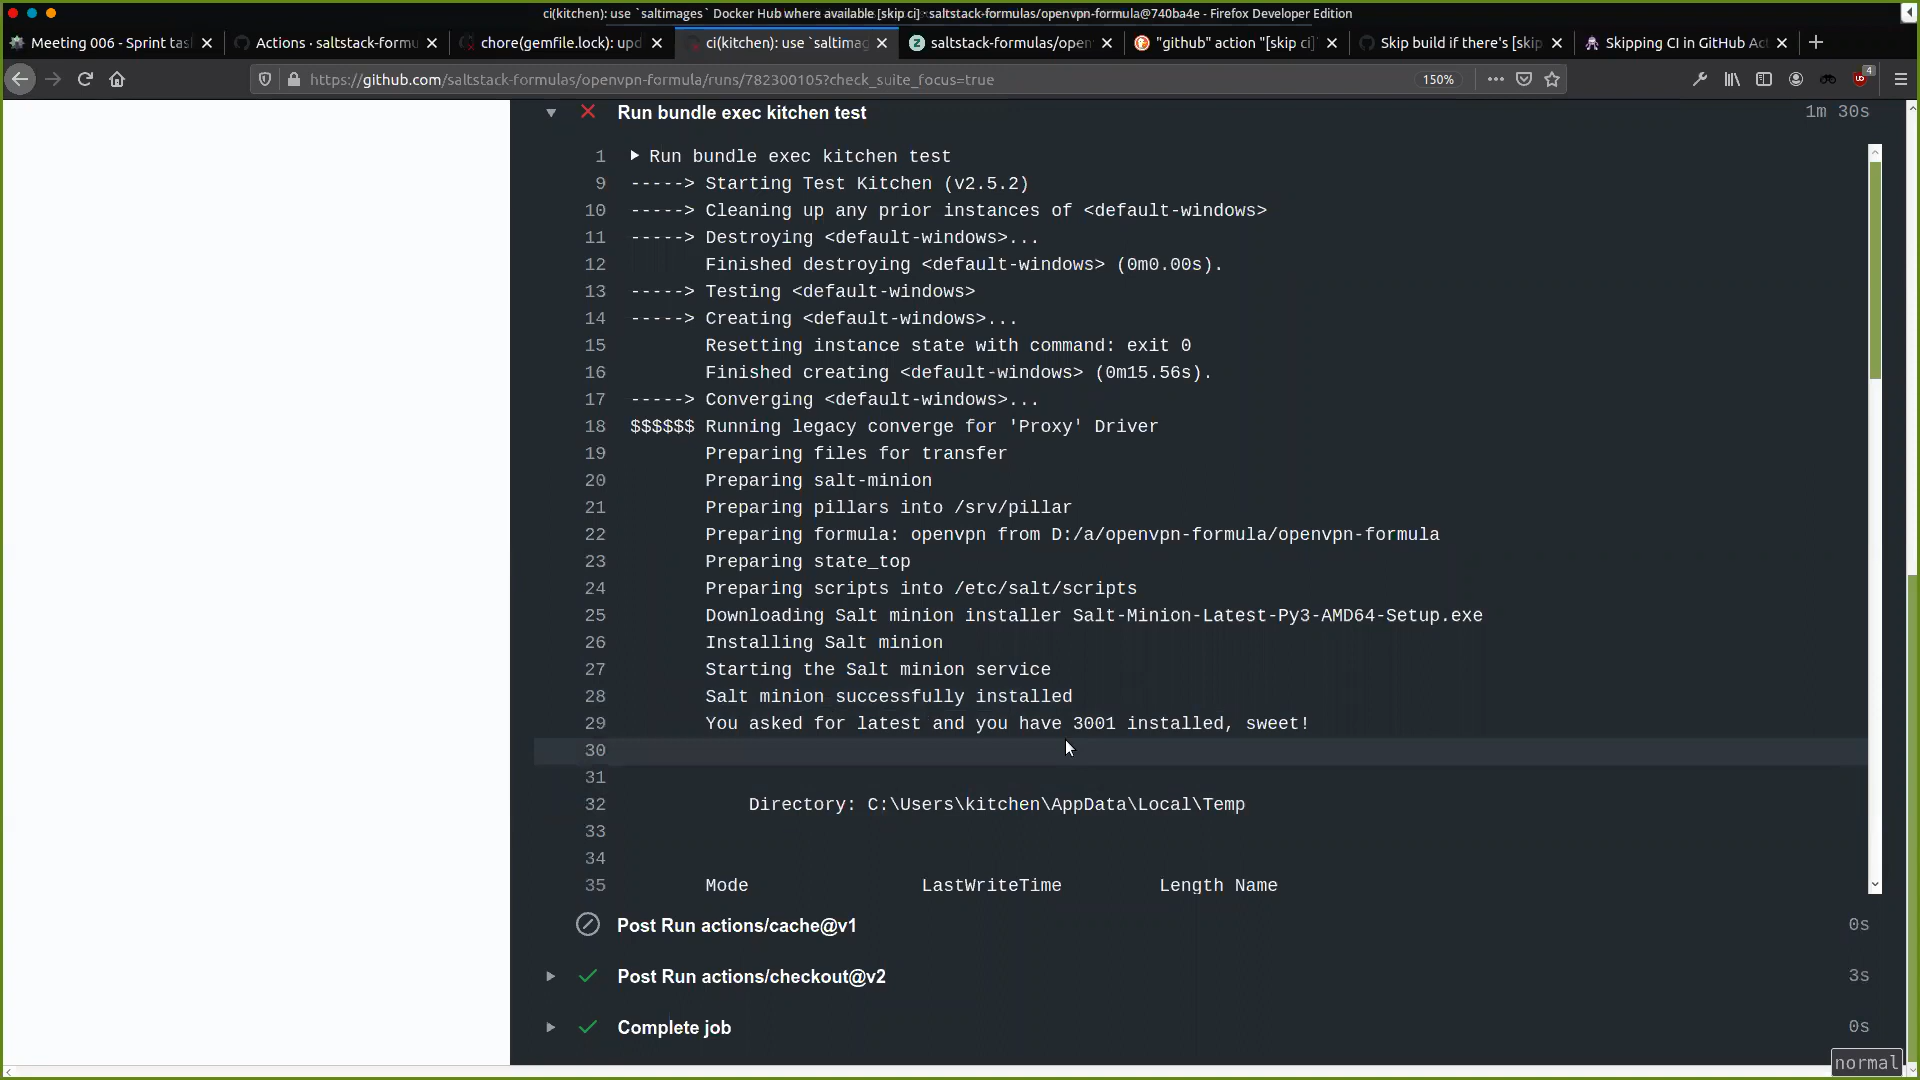 ci(kitchen): use `saltimages` Docker Hub where available [skip ci] · saltstack-formulas/openvpn-formula@740ba4e - Firefox Developer Edition
Meeting 006 - Sprint tas
Actions · saltstack-formu
chore(gemfile.lock): upd
ci(kitchen): use `saltimag
saltstack-formulas/open
"github" action "[skip ci]
Skip build if there's [skip
Skipping CI in GitHub Act
https://github.com/saltstack-formulas/openvpn-formula/runs/782300105?check_suite_focus=true
150%
4
Run bundle exec kitchen test
1m 30s
1 Run bundle exec kitchen test
9 -----> Starting Test Kitchen (v2.5.2)
10 -----> Cleaning up any prior instances of <default-windows>
11 -----> Destroying <default-windows>...
12 Finished destroying <default-windows> (0m0.00s).
13 -----> Testing <default-windows>
14 -----> Creating <default-windows>...
15 Resetting instance state with command: exit 0
16 Finished creating <default-windows> (0m15.56s).
17 -----> Converging <default-windows>...
18 $$$$$$ Running legacy converge for 'Proxy' Driver
19 Preparing files for transfer
20 Preparing salt-minion
21 Preparing pillars into /srv/pillar
22 Preparing formula: openvpn from D:/a/openvpn-formula/openvpn-formula
23 Preparing state_top
24 Preparing scripts into /etc/salt/scripts
25 Downloading Salt minion installer Salt-Minion-Latest-Py3-AMD64-Setup.exe
26 Installing Salt minion
27 Starting the Salt minion service
28 Salt minion successfully installed
29 You asked for latest and you have 3001 installed, sweet!
30
31
32 Directory: C:\Users\kitchen\AppData\Local\Temp
33
34
35 Mode LastWriteTime Length Name
Post Run actions/cache@v1
0s
Post Run actions/checkout@v2
3s
Complete job
0s
normal